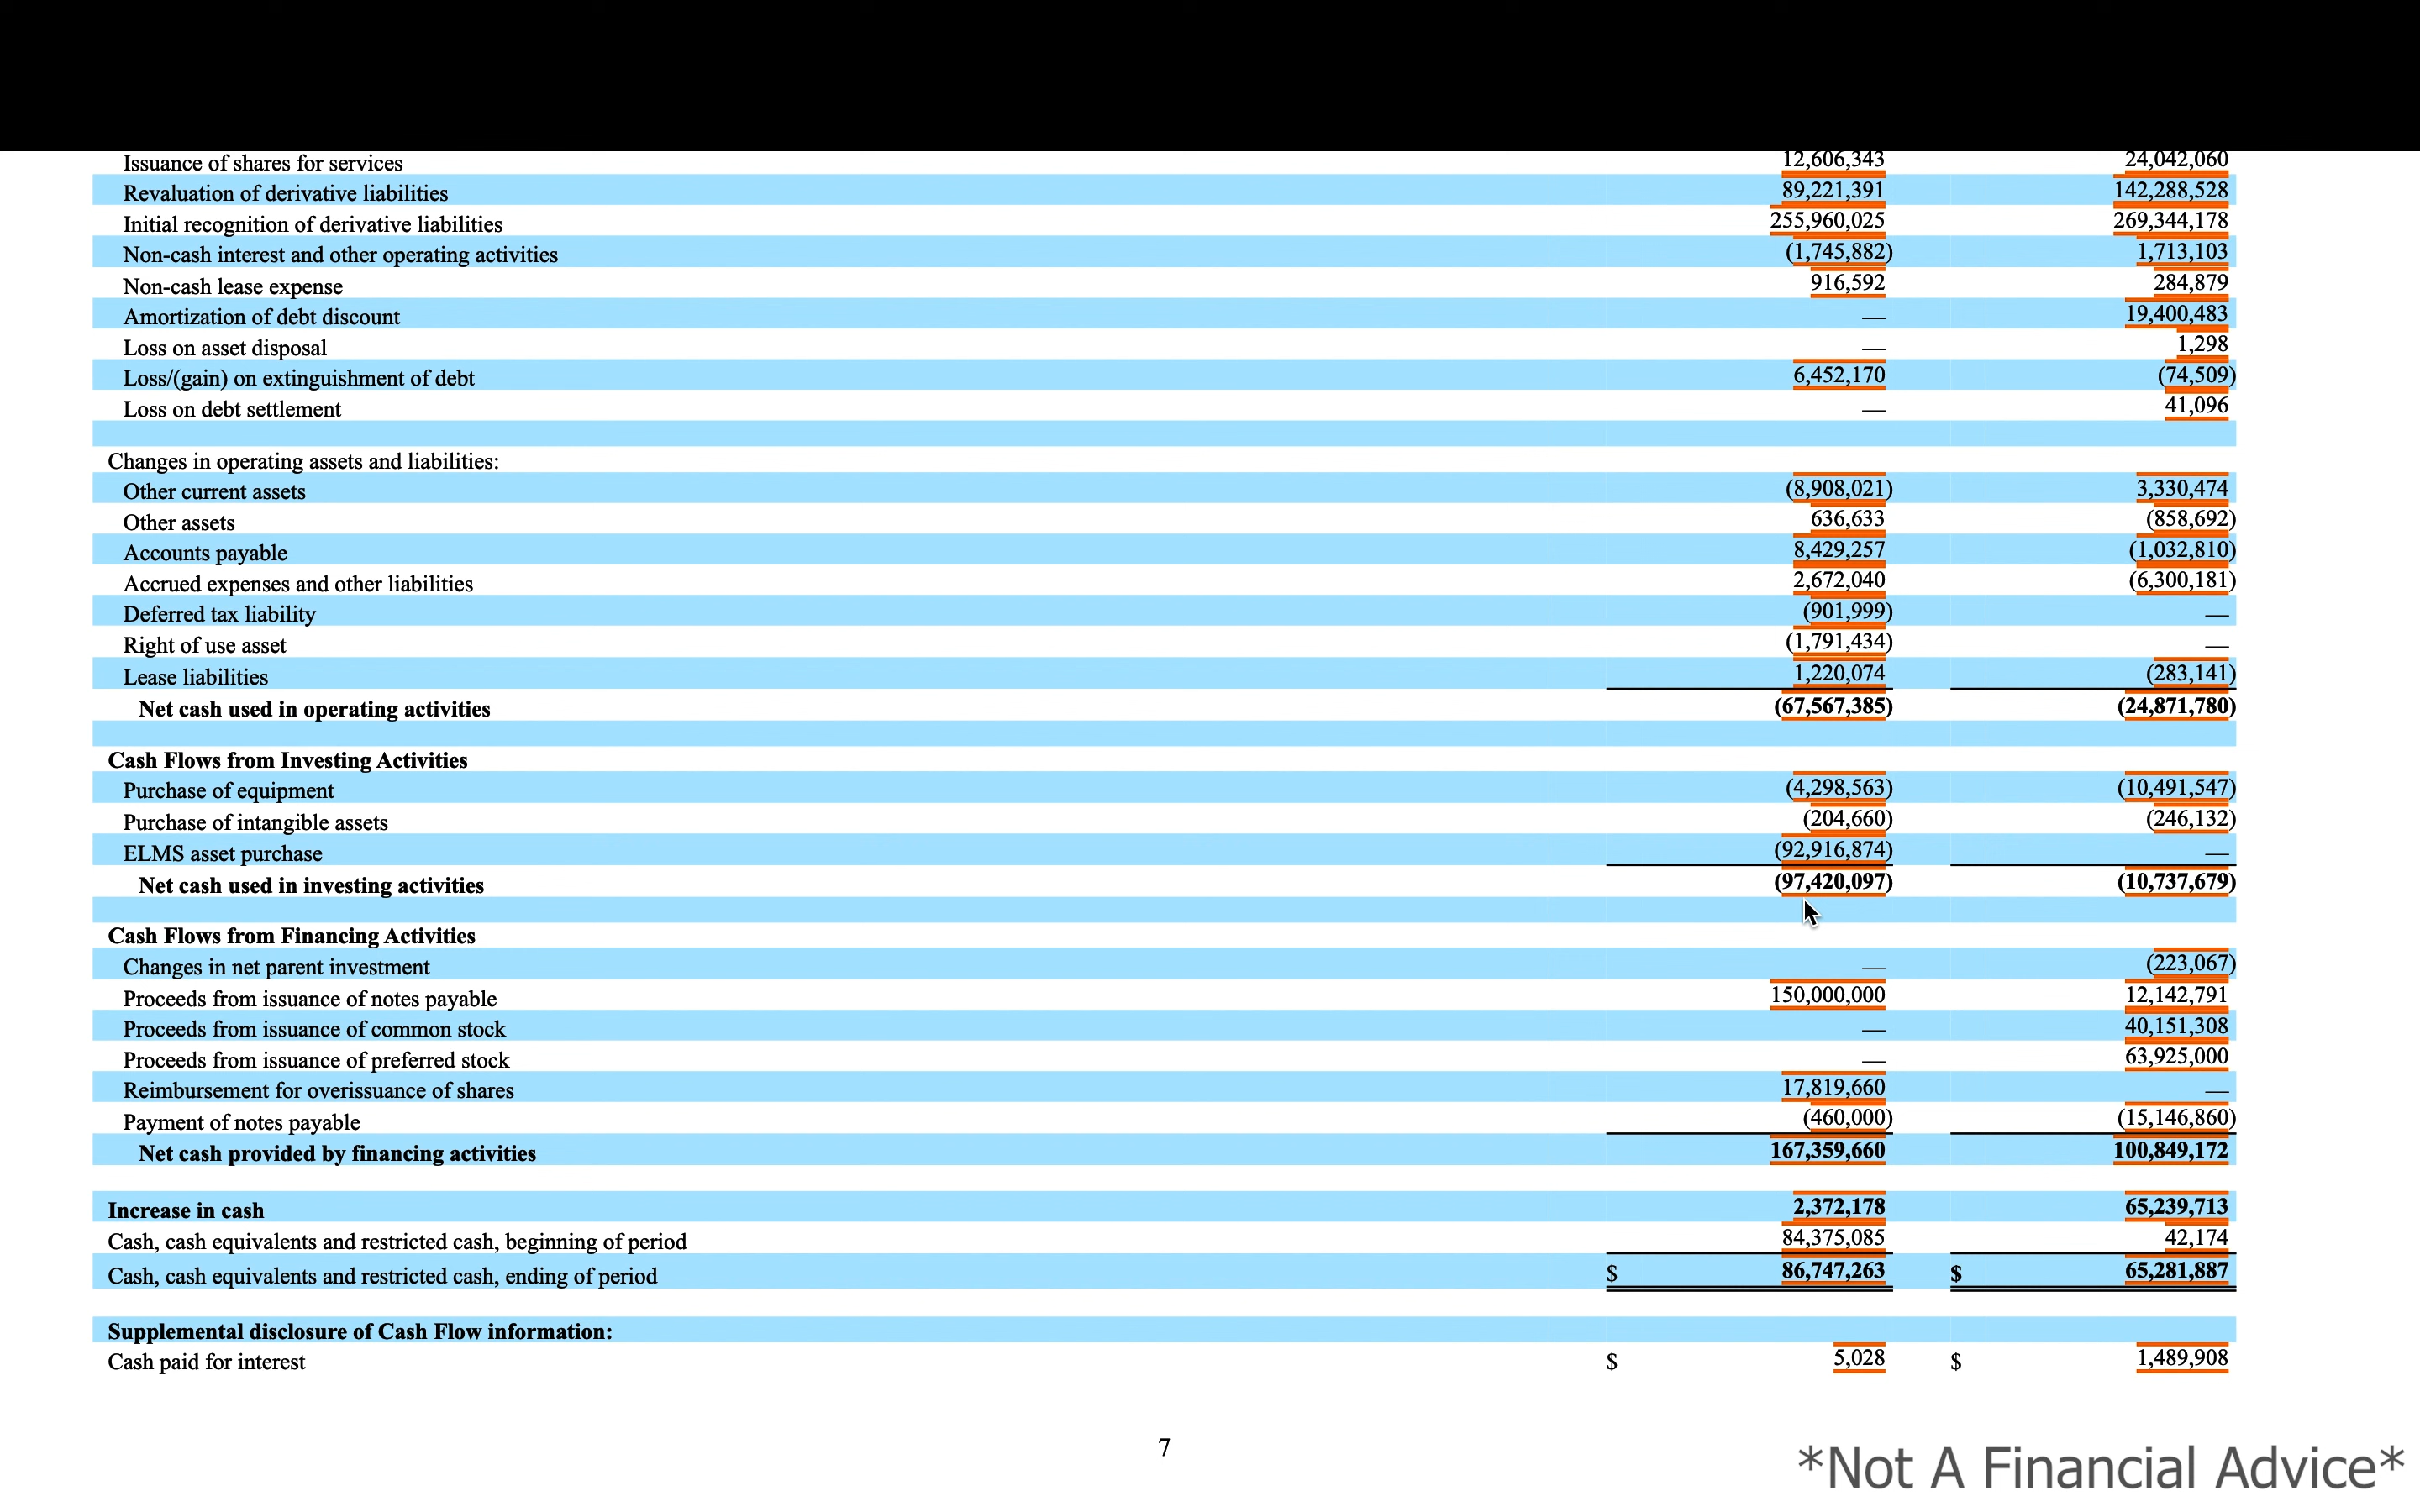 Issuance of shares for services 12,606,343 24,042,060
Revaluation of derivative liabilities 89,221,391 142,288,528
Initial recognition of derivative liabilities 255,960,025 269,344,178
Non-cash interest and other operating activities (1,745,882) 1,713,103
Non-cash lease expense 916,592 284,879
Amortization of debt discount — 19,400,483
Loss on asset disposal — 1,298
Loss/(gain) on extinguishment of debt 6,452,170 (74,509)
Loss on debt settlement — 41,096
Changes in operating assets and liabilities:
Other current assets (8,908,021) 3,330,474
Other assets 636,633 (858,692)
Accounts payable 8,429,257 (1,032,810)
Accrued expenses and other liabilities 2,672,040 (6,300,181)
Deferred tax liability (901,999) —
Right of use asset (1,791,434) —
Lease liabilities 1,220,074 (283,141)
Net cash used in operating activities (67,567,385) (24,871,780)
Cash Flows from Investing Activities
Purchase of equipment (4,298,563) (10,491,547)
Purchase of intangible assets (204,660) (246,132)
ELMS asset purchase (92,916,874) —
Net cash used in investing activities (97,420,097) (10,737,679)
Cash Flows from Financing Activities
Changes in net parent investment — (223,067)
Proceeds from issuance of notes payable 150,000,000 12,142,791
Proceeds from issuance of common stock — 40,151,308
Proceeds from issuance of preferred stock — 63,925,000
Reimbursement for overissuance of shares 17,819,660 —
Payment of notes payable (460,000) (15,146,860)
Net cash provided by financing activities 167,359,660 100,849,172
Increase in cash 2,372,178 65,239,713
Cash, cash equivalents and restricted cash, beginning of period 84,375,085 42,174
Cash, cash equivalents and restricted cash, ending of period $ 86,747,263 $ 65,281,887
Supplemental disclosure of Cash Flow information:
Cash paid for interest $ 5,028 $ 1,489,908
7
*Not A Financial Advice*